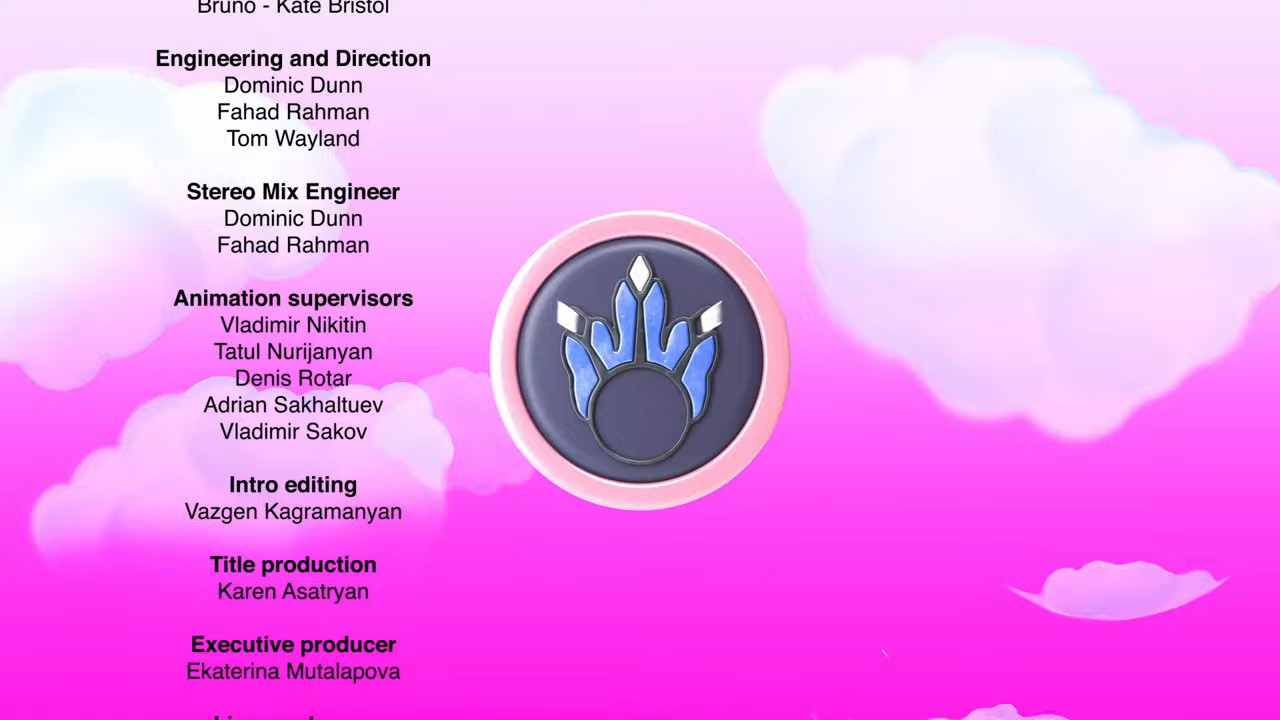 Bruno - Kate Bristol
Engineering and Direction
Dominic Dunn
Fahad Rahman
Tom Wayland
Stereo Mix Engineer
Dominic Dunn
Fahad Rahman
Animation supervisors
Vladimir Nikitin
Tatul Nurijanyan
Denis Rotar
Adrian Sakhaltuev
Vladimir Sakov
Intro editing
Vazgen Kagramanyan
Title production
Karen Asatryan
Executive producer
Ekaterina Mutalapova